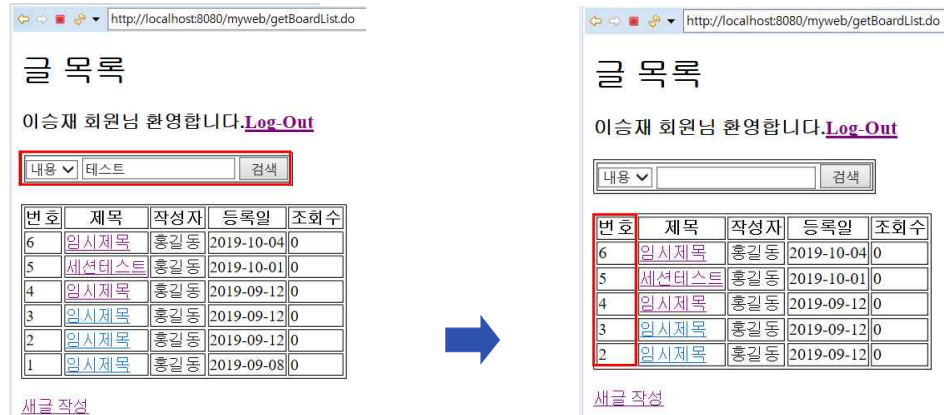 http://localhost:8080/myweb/getBoardList.do
글 목록
이승재 회원님 환영합니다.Log-Out
내용 테스트 검색
번호 제목 작성자 등록일 조회수
6 임시제목 홍길동 2019-10-04 0
5 세션테스트 홍길동 2019-10-01 0
4 임시제목 홍길동 2019-09-12 0
3 임시제목 홍길동 2019-09-12 0
2 임시제목 홍길동 2019-09-12 0
1 임시제목 홍길동 2019-09-08 0
새글 작성
http://localhost:8080/myweb/getBoardList.do
글 목록
이승재 회원님 환영합니다.Log-Out
내용 검색
번호 제목 작성자 등록일 조회수
6 임시제목 홍길동 2019-10-04 0
5 세션테스트 홍길동 2019-10-01 0
4 임시제목 홍길동 2019-09-12 0
3 임시제목 홍길동 2019-09-12 0
2 임시제목 홍길동 2019-09-12 0
새글 작성